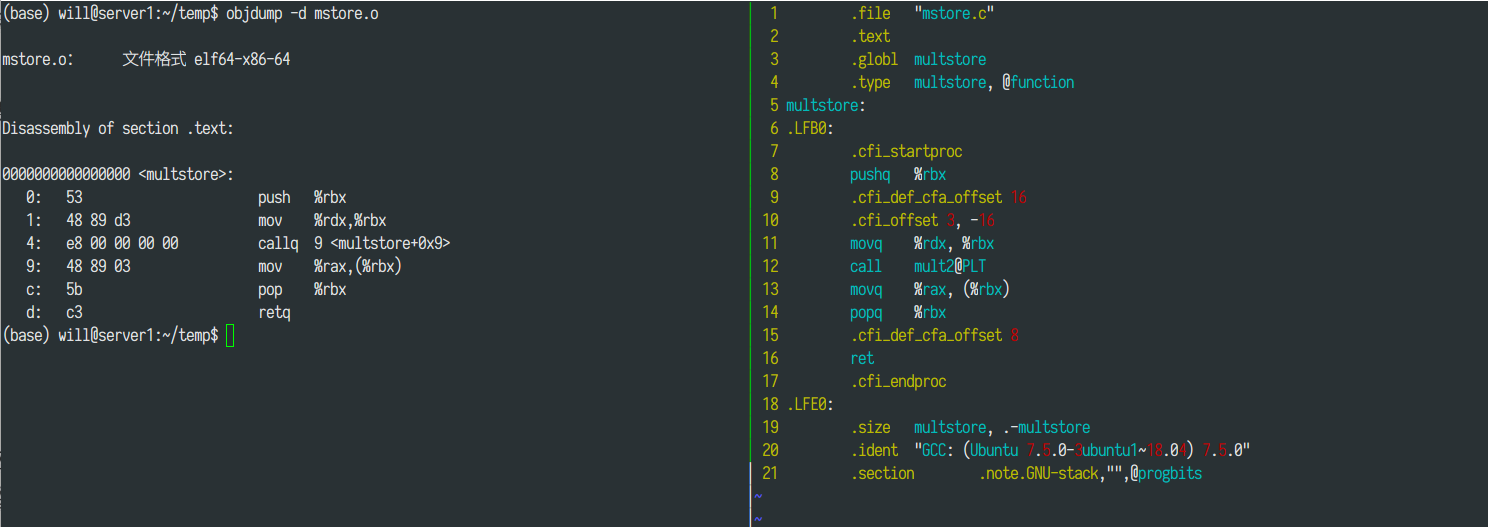 (base) will@server1:~/temp$ objdump -d mstore.o
mstore.o:      文件格式 elf64-x86-64
Disassembly of section .text:
0000000000000000 <multstore>:
   0:   53                      push   %rbx
   1:   48 89 d3                mov    %rdx,%rbx
   4:   e8 00 00 00 00          callq  9 <multstore+0x9>
   9:   48 89 03                mov    %rax,(%rbx)
   c:   5b                      pop    %rbx
   d:   c3                      retq
(base) will@server1:~/temp$
 1         .file   "mstore.c"
 2         .text
 3         .globl  multstore
 4         .type   multstore, @function
 5 multstore:
 6 .LFB0:
 7         .cfi_startproc
 8         pushq   %rbx
 9         .cfi_def_cfa_offset 16
10         .cfi_offset 3, -16
11         movq    %rdx, %rbx
12         call    mult2@PLT
13         movq    %rax, (%rbx)
14         popq    %rbx
15         .cfi_def_cfa_offset 8
16         ret
17         .cfi_endproc
18 .LFE0:
19         .size   multstore, .-multstore
20         .ident  "GCC: (Ubuntu 7.5.0-3ubuntu1~18.04) 7.5.0"
21         .section        .note.GNU-stack,"",@progbits
~
~